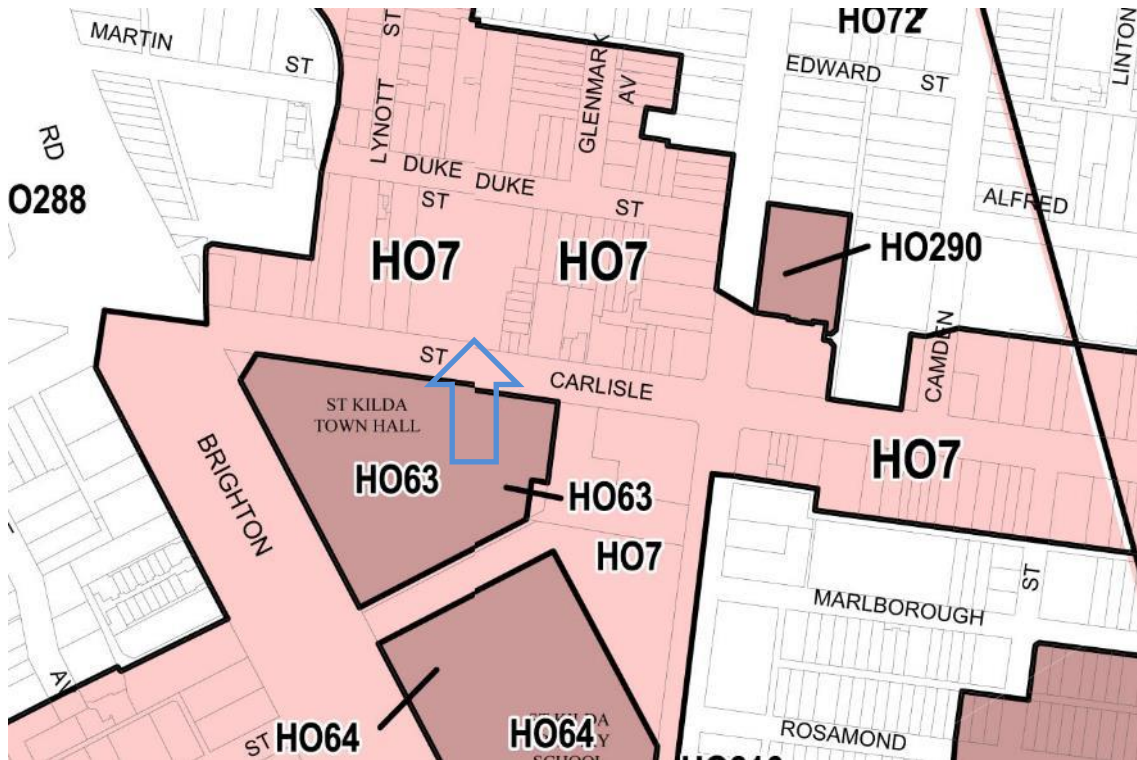 HO72
MARTIN
ST
LYNOTT
ST
GLENMARK
AV
EDWARD
ST
LINTON
RD
O288
DUKE DUKE
ST
ST
ALFRED
HO7
HO7
HO290
ST
CARLISLE
CAMDEN
ST KILDA
TOWN HALL
HO63
HO63
HO7
HO7
BRIGHTON
ST
MARLBOROUGH
AV
ST
HO64
HO64
ROSAMOND
SCHOOL